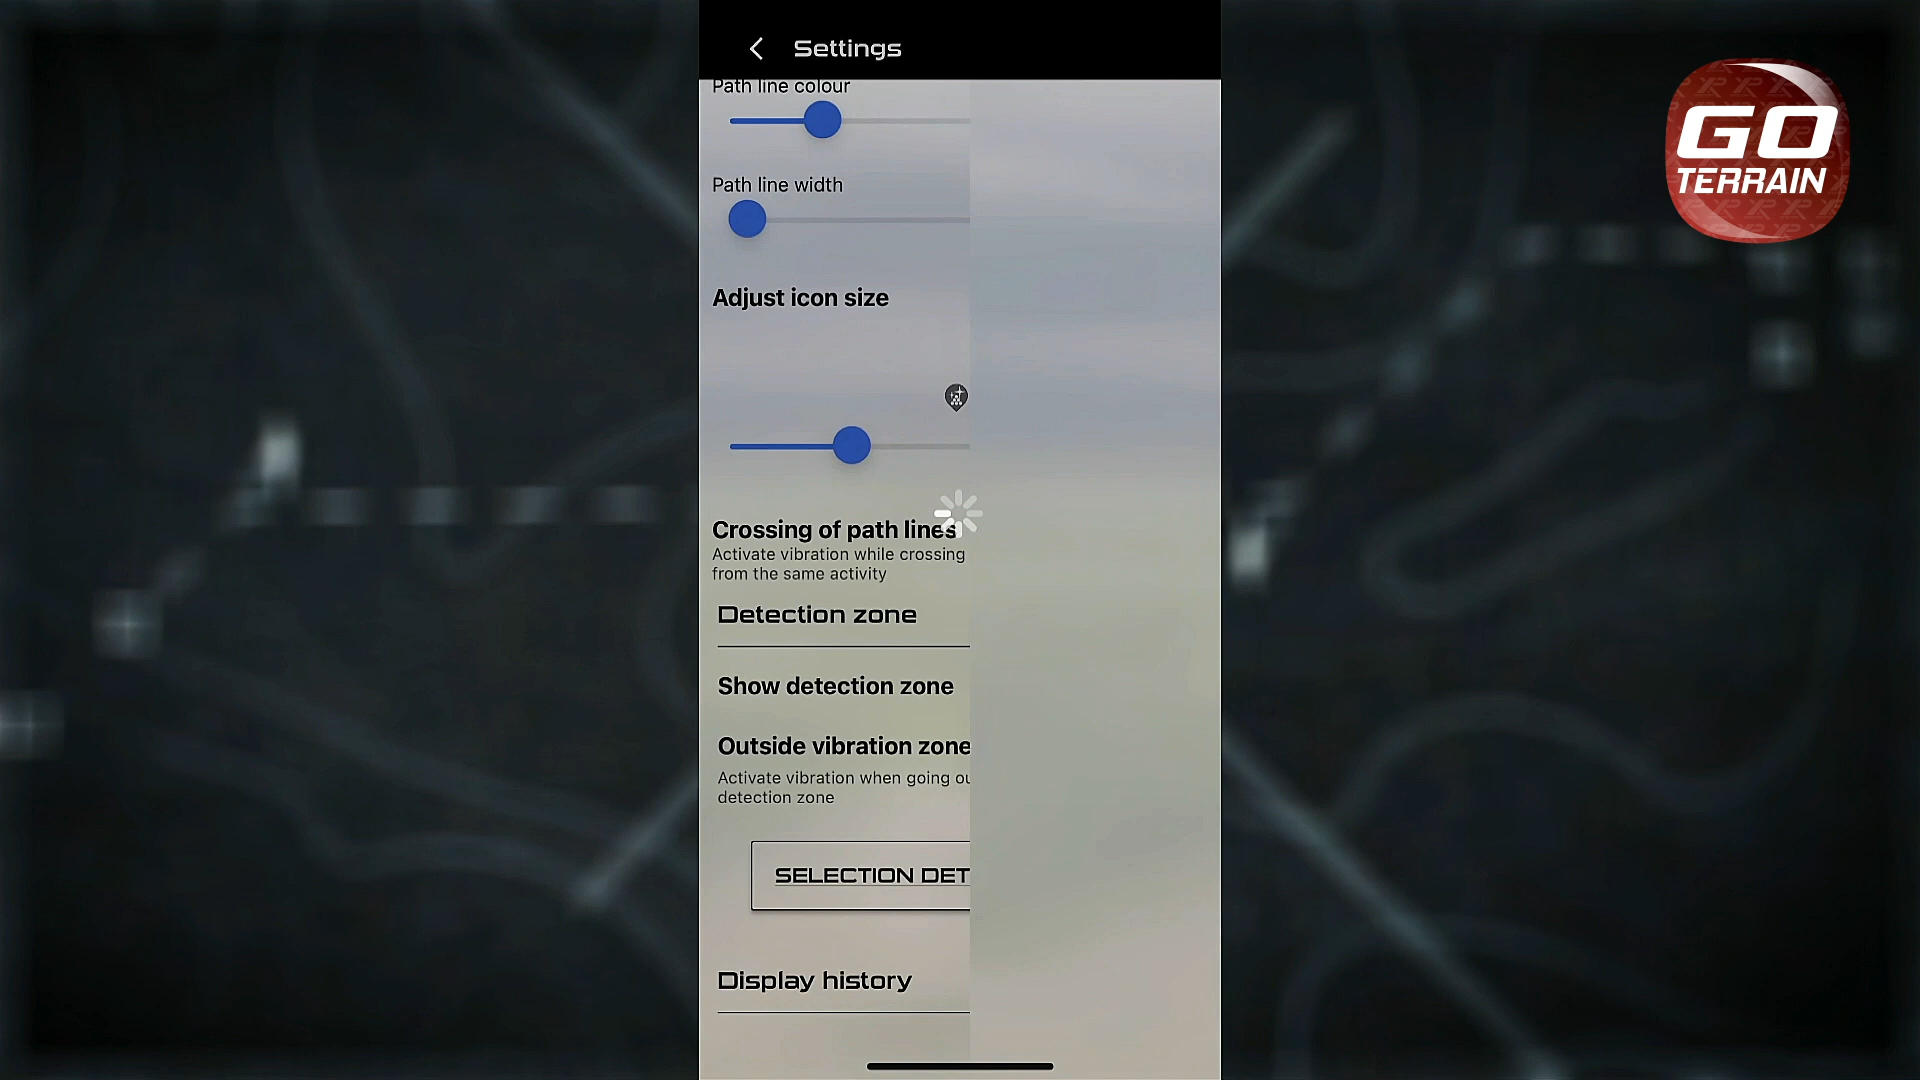 Settings
GO
TERRAIN
Path line colour
Path line width
Adjust icon size
Crossing of path lines
Activate vibration while crossing
from the same activity
Detection zone
Show detection zone
Outside vibration zone
Activate vibration when going ou
detection zone
SELECTION DET
Display history